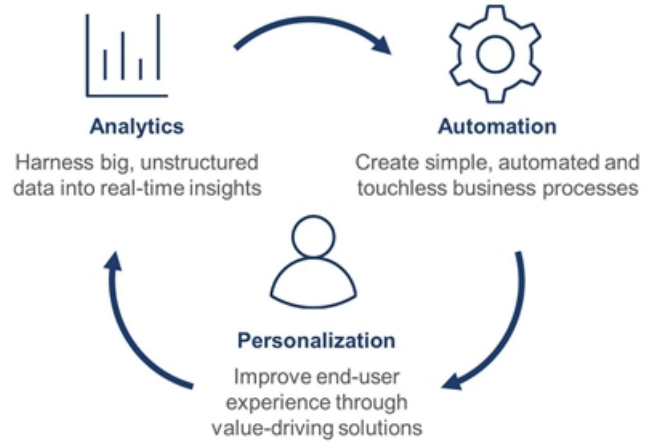 Analytics
Harness big, unstructured
data into real-time insights
Automation
Create simple, automated and
touchless business processes
Personalization
Improve end-user
experience through
value-driving solutions